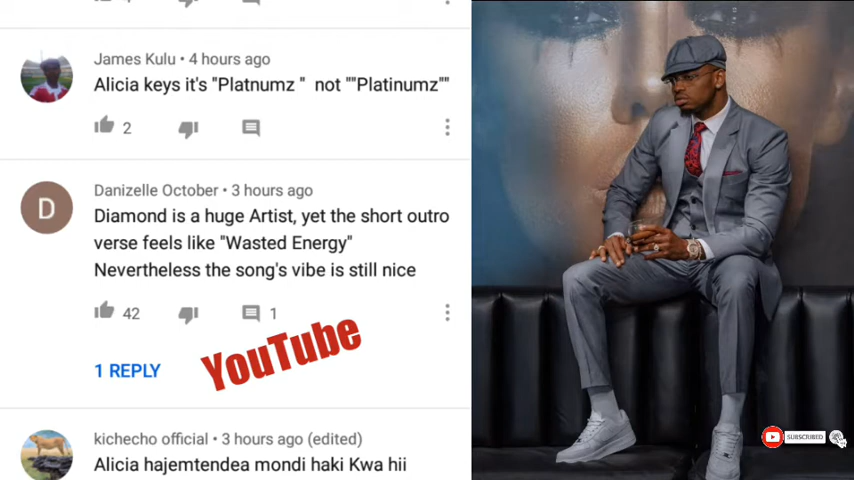 James Kulu • 4 hours ago
Alicia keys it's "Platnumz " not ""Platinumz""
2
D
Danizelle October • 3 hours ago
Diamond is a huge Artist, yet the short outro
verse feels like "Wasted Energy"
Nevertheless the song's vibe is still nice
42
1
YouTube
1 REPLY
kichecho official • 3 hours ago (edited)
Alicia hajemtendea mondi haki Kwa hii
SUBSCRIBED